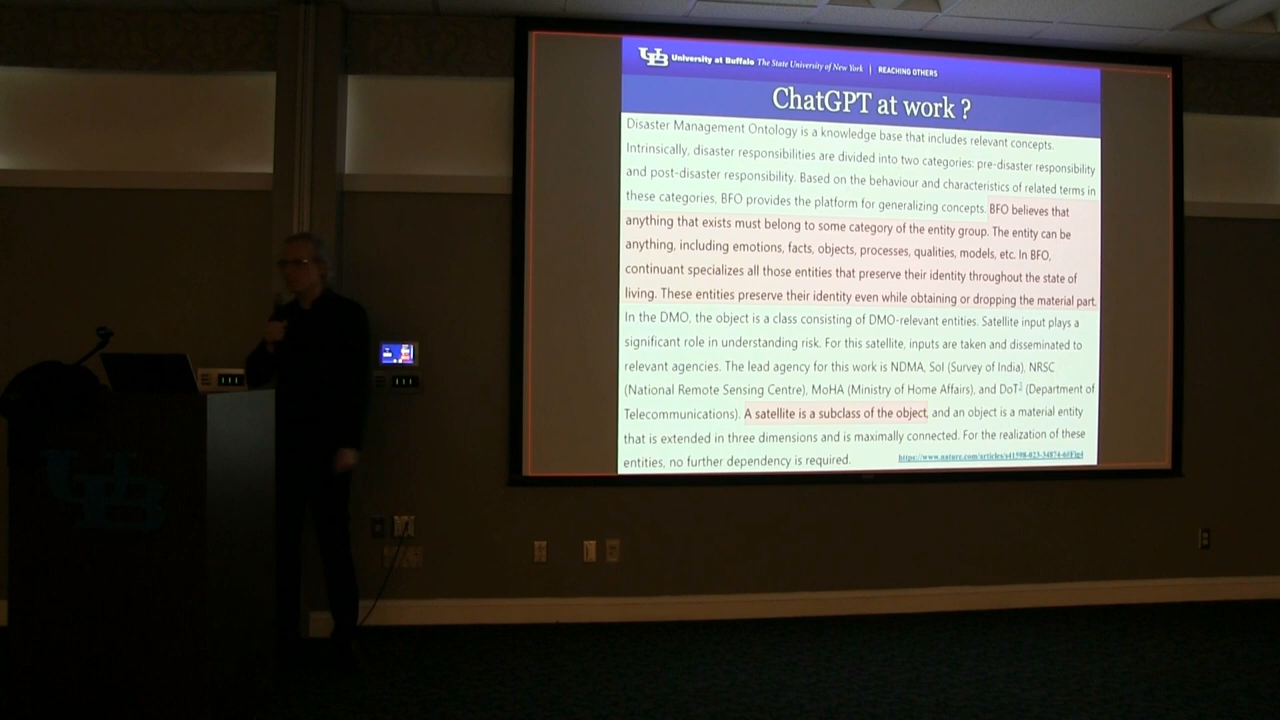 UB University at Buffalo The State University of New York | REACHING OTHERS
ChatGPT at work ?
Disaster Management Ontology is a knowledge base that includes relevant concepts.
Intrinsically, disaster responsibilities are divided into two categories: pre-disaster responsibility
and post-disaster responsibility. Based on the behaviour and characteristics of related terms in
these categories, BFO provides the platform for generalizing concepts. BFO believes that
anything that exists must belong to some category of the entity group. The entity can be
anything, including emotions, facts, objects, processes, qualities, models, etc. In BFO,
continuant specializes all those entities that preserve their identity throughout the state of
living. These entities preserve their identity even while obtaining or dropping the material part.
In the DMO, the object is a class consisting of DMO-relevant entities. Satellite input plays a
significant role in understanding risk. For this satellite, inputs are taken and disseminated to
relevant agencies. The lead agency for this work is NDMA, SoI (Survey of India), NRSC
(National Remote Sensing Centre), MoHA (Ministry of Home Affairs), and DoT (Department of
Telecommunications). A satellite is a subclass of the object, and an object is a material entity
that is extended in three dimensions and is maximally connected. For the realization of these
entities, no further dependency is required.
UB